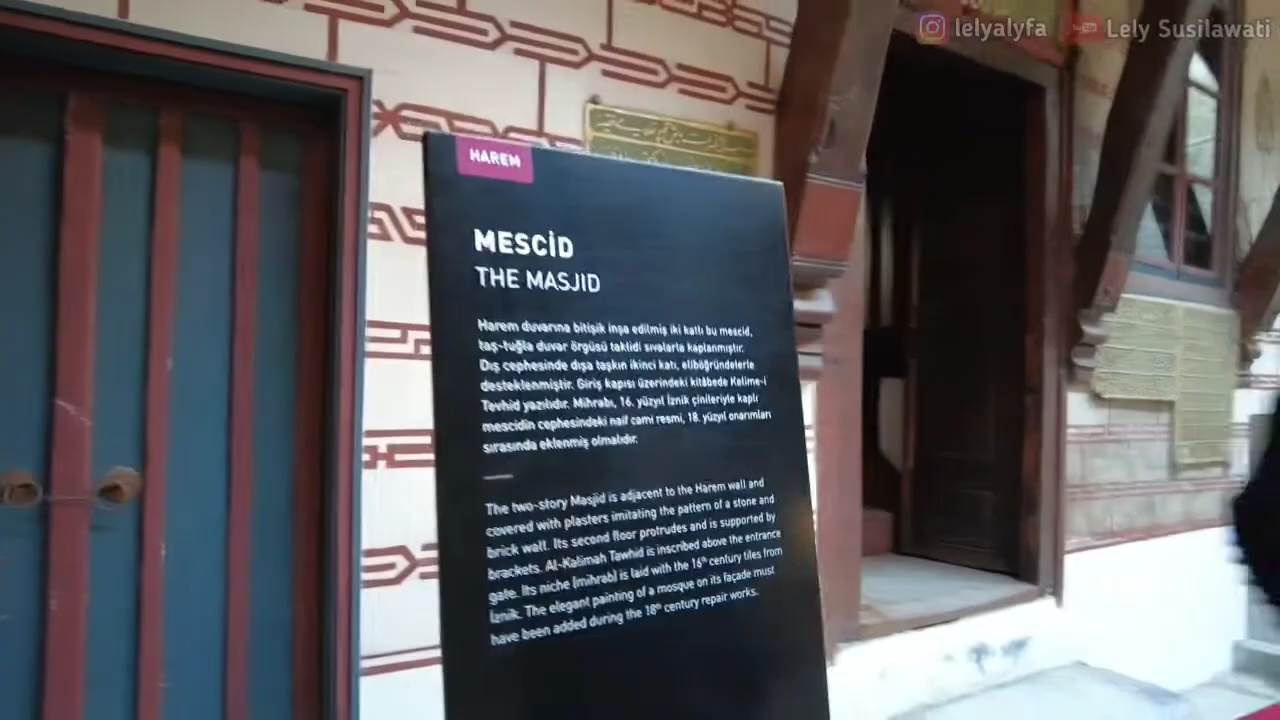 lelyalyfa
Lely Susilawati
HAREM
MESCİD
THE MASJID
Harem duvarına bitişik inşa edilmiş iki katlı bu mescid,
taş-tuğla duvar örgüsü taklidi sıvalarla kaplanmıştır.
Dış cephesinde dışa taşkın ikinci katı, eliböğründelerle
desteklenmiştir. Giriş kapısı üzerindeki kitâbede Kelime-i
Tevhid yazılıdır. Mihrabı, 16. yüzyıl İznik çinileriyle kaplı
mescidin cephesindeki naif cami resmi, 18. yüzyıl onarımları
sırasında eklenmiş olmalıdır.
The two-story Masjid is adjacent to the Harem wall and
covered with plasters imitating the pattern of a stone and
brick wall. Its second floor protrudes and is supported by
brackets. Al-Kalimah Tawhid is inscribed above the entrance
gate. Its niche (mihrab) is laid with the 16th century tiles from
İznik. The elegant painting of a mosque on its façade must
have been added during the 18th century repair works.